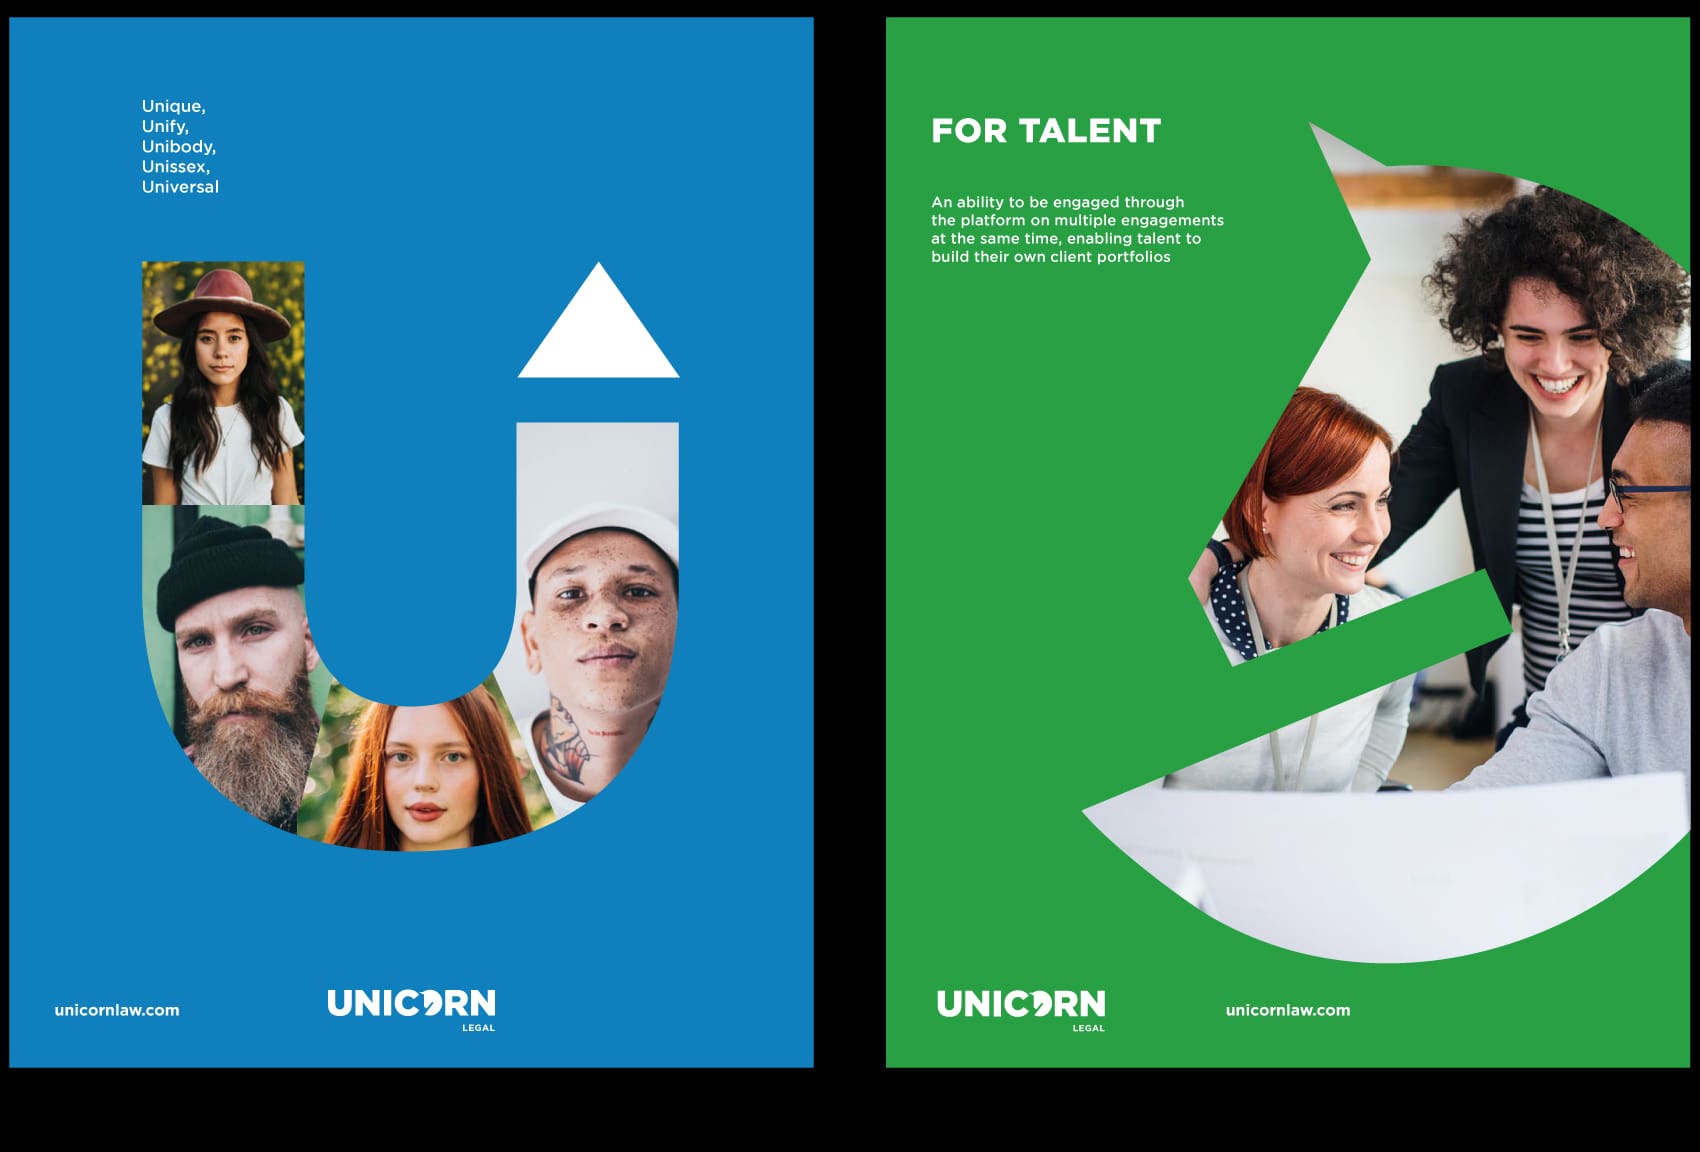 Unique,
Unify,
Unibody,
Unissex,
Universal
unicornlaw.com
UNICORN
LEGAL
FOR TALENT
An ability to be engaged through
the platform on multiple engagements
at the same time, enabling talent to
build their own client portfolios
UNICORN
LEGAL
unicornlaw.com